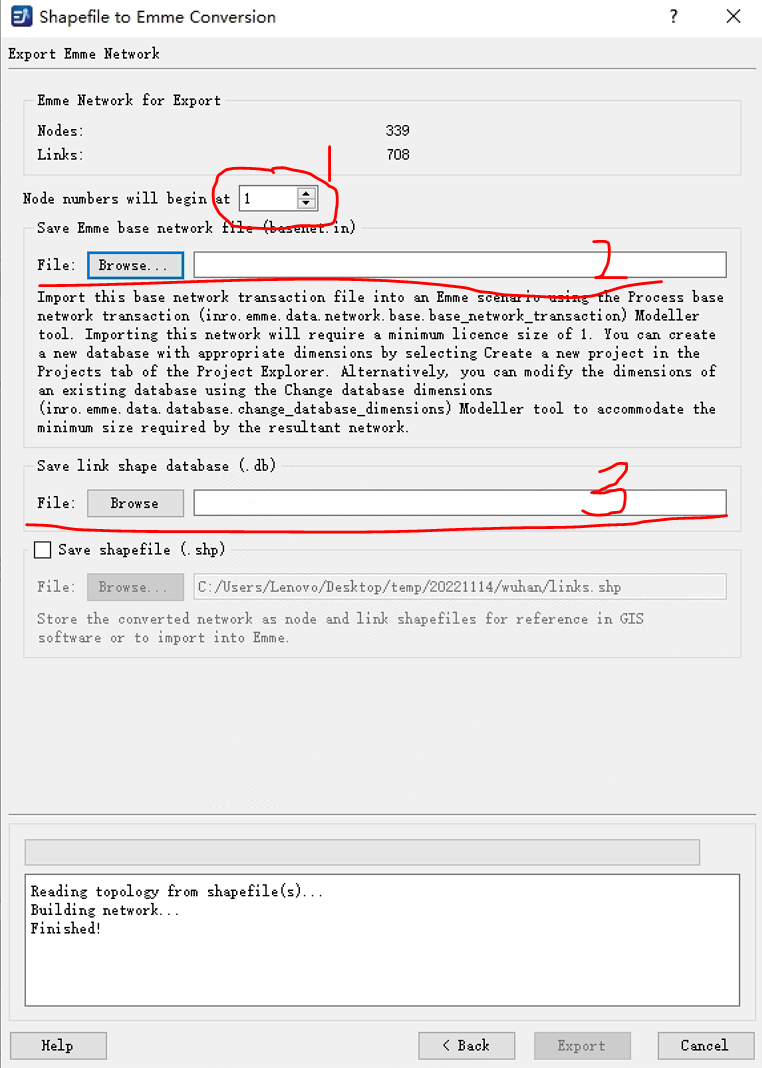 Shapefile to Emme Conversion ? ×
Export Emme Network
Emme Network for Export
Nodes: 339
Links: 708
1
Node numbers will begin at 1
Save Emme base network file (basenet.in)
2
File: Browse...
Import this base network transaction file into an Emme scenario using the Process base
network transaction (inro.emme.data.network.base.base_network_transaction) Modeller
tool. Importing this network will require a minimum licence size of 1. You can create
a new database with appropriate dimensions by selecting Create a new project in the
Projects tab of the Project Explorer. Alternatively, you can modify the dimensions of
an existing database using the Change database dimensions
(inro.emme.data.database.change_database_dimensions) Modeller tool to accommodate the
minimum size required by the resultant network.
Save link shape database (.db)
3
File: Browse
Save shapefile (.shp)
File: Browse... C:/Users/Lenovo/Desktop/temp/20221114/wuhan/links.shp
Store the converted network as node and link shapefiles for reference in GIS
software or to import into Emme.
Reading topology from shapefile(s)...
Building network...
Finished!
Help < Back Export Cancel